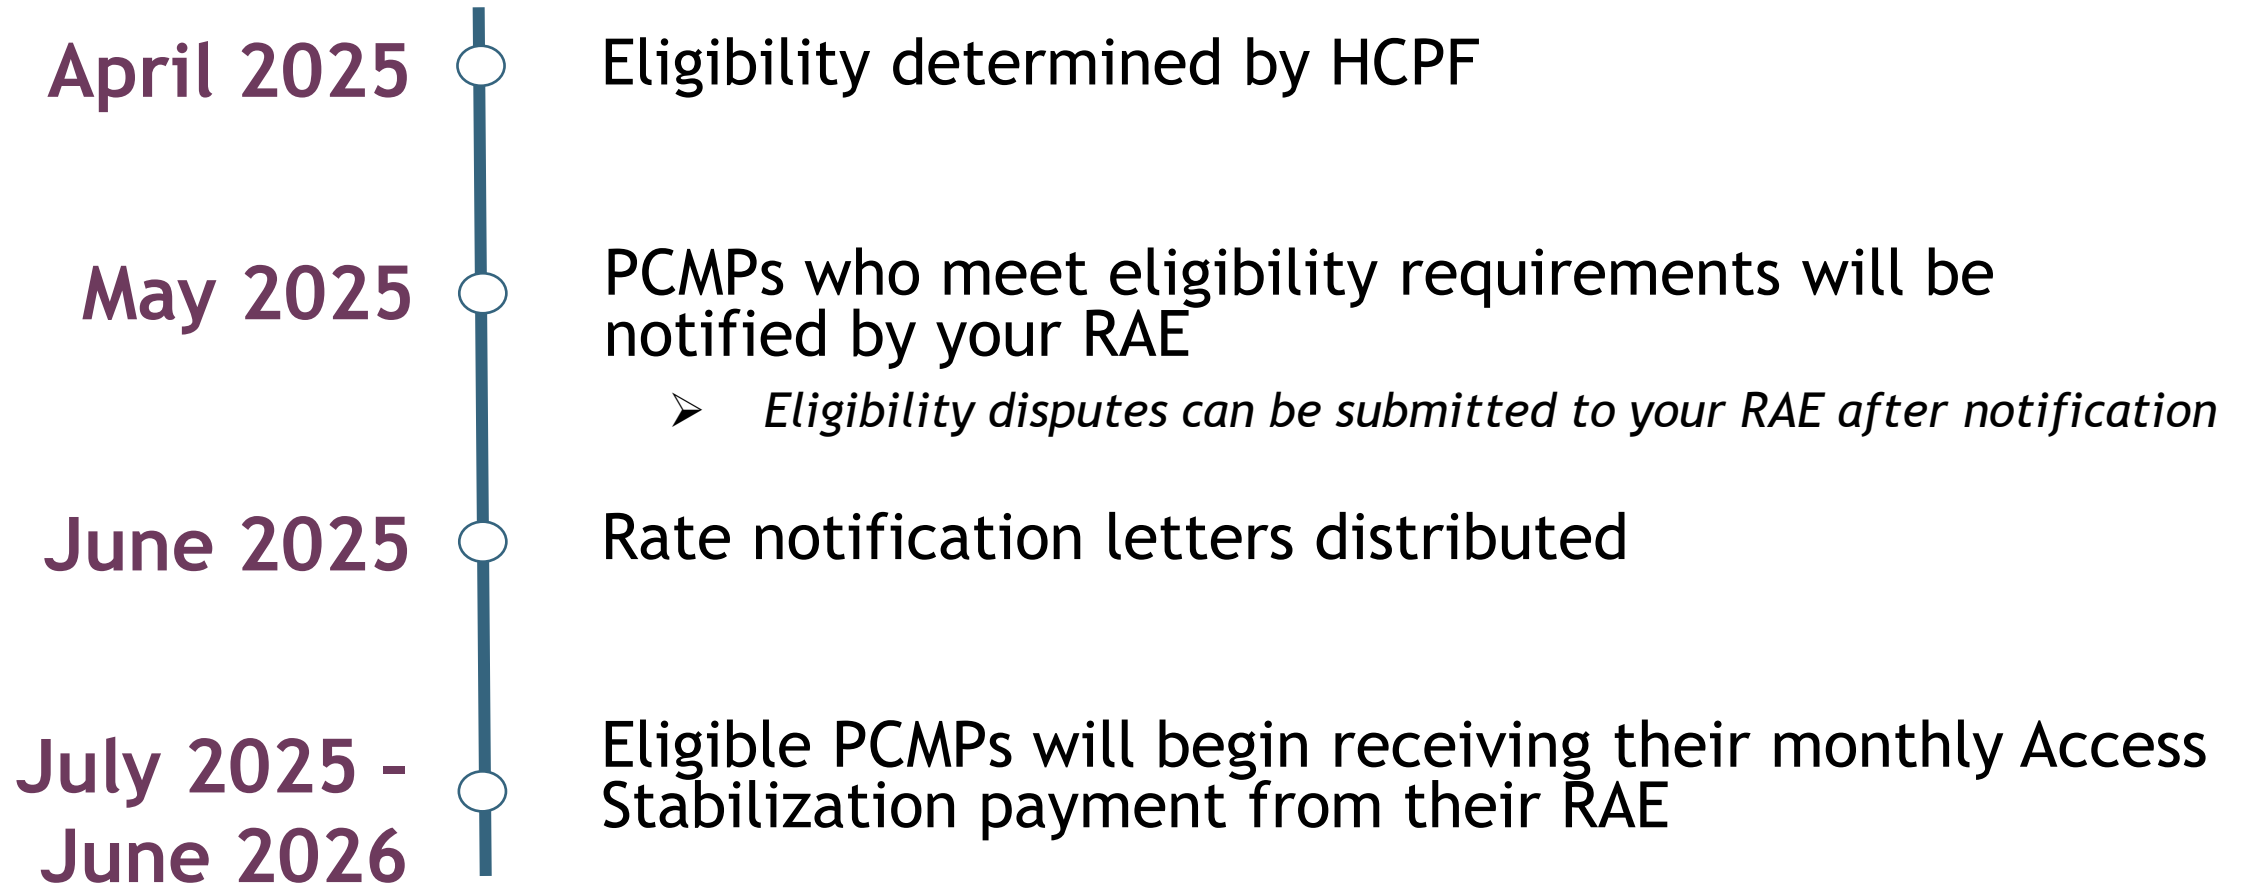 April 2025
Eligibility determined by HCPF
May 2025
PCMPs who meet eligibility requirements will be
notified by your RAE
➢ Eligibility disputes can be submitted to your RAE after notification
June 2025
Rate notification letters distributed
July 2025 –
June 2026
Eligible PCMPs will begin receiving their monthly Access
Stabilization payment from their RAE